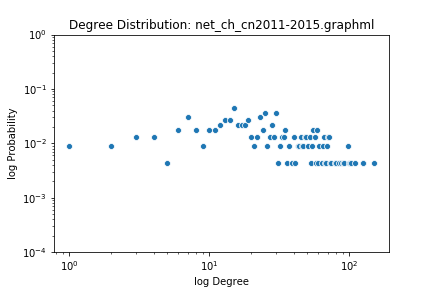 Degree Distribution: net_ch_cn2011-2015.graphml
log Probability
10⁰
10⁻¹
10⁻²
10⁻³
10⁻⁴
10⁰
10¹
10²
log Degree